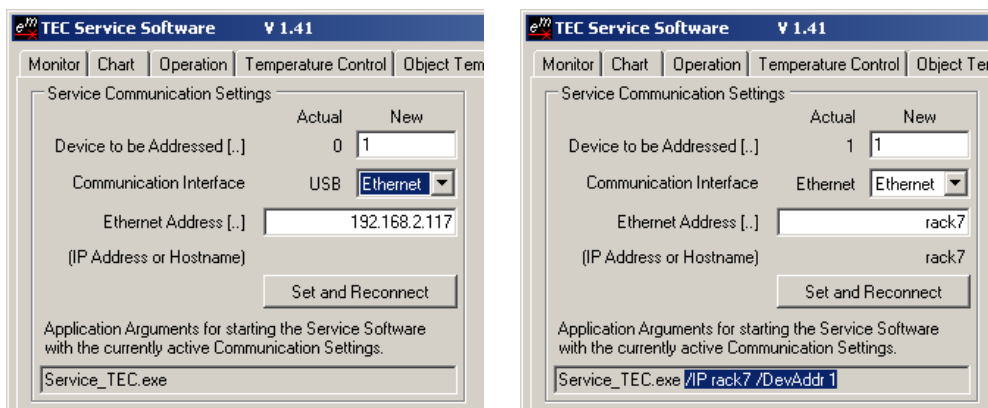 em TEC Service Software V 1.41
Monitor Chart Operation Temperature Control Object Tem
Service Communication Settings
Actual New
Device to be Addressed [..] 0 1
Communication Interface USB Ethernet
Ethernet Address [..] 192.168.2.117
(IP Address or Hostname)
Set and Reconnect
Application Arguments for starting the Service Software
with the currently active Communication Settings.
Service_TEC.exe
em TEC Service Software V 1.41
Monitor Chart Operation Temperature Control Object Te
Service Communication Settings
Actual New
Device to be Addressed [..] 1 1
Communication Interface Ethernet Ethernet
Ethernet Address [..] rack7
(IP Address or Hostname) rack7
Set and Reconnect
Application Arguments for starting the Service Software
with the currently active Communication Settings.
Service_TEC.exe /IP rack7 /DevAddr 1